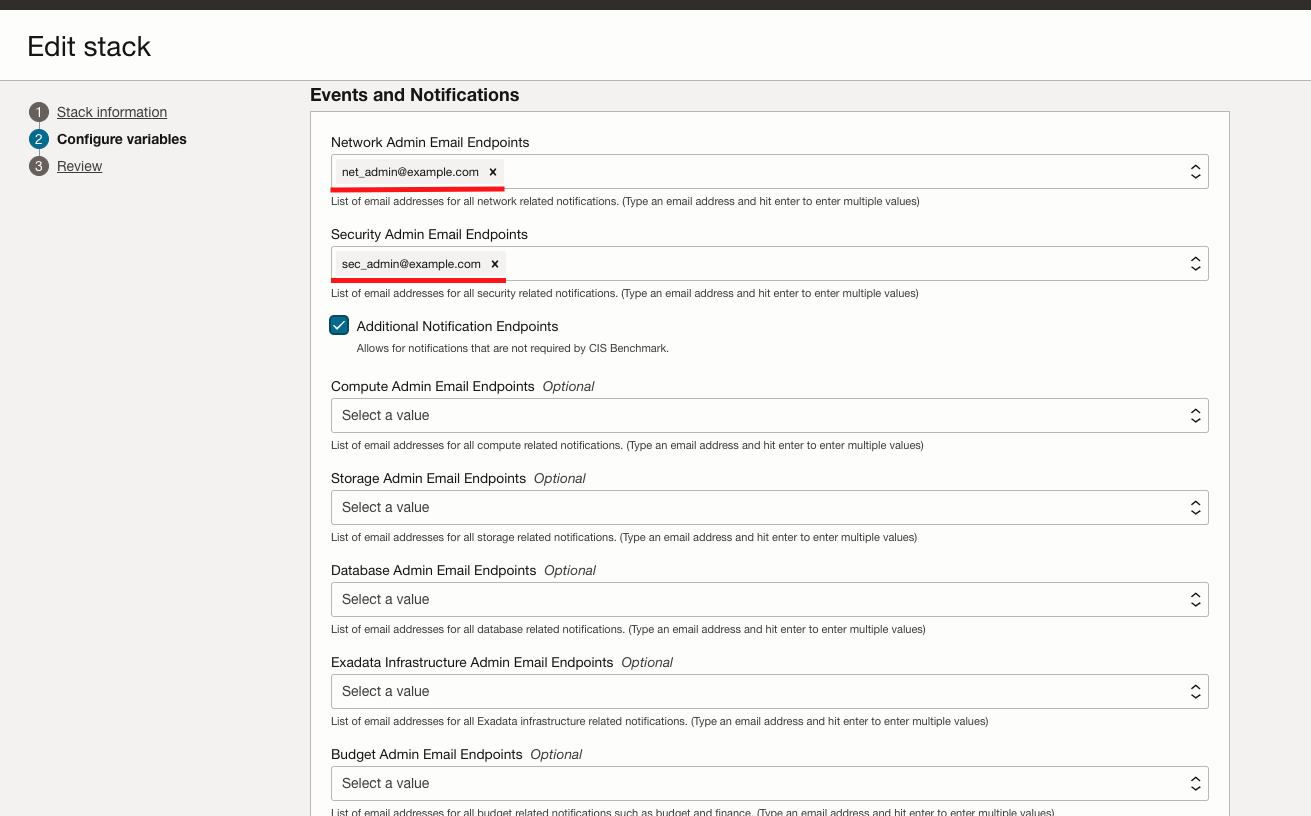 Edit stack
1 Stack information
2 Configure variables
3 Review
Events and Notifications
Network Admin Email Endpoints
net_admin@example.com ×
List of email addresses for all network related notifications. (Type an email address and hit enter to enter multiple values)
Security Admin Email Endpoints
sec_admin@example.com ×
List of email addresses for all security related notifications. (Type an email address and hit enter to enter multiple values)
Additional Notification Endpoints
Allows for notifications that are not required by CIS Benchmark.
Compute Admin Email Endpoints Optional
Select a value
List of email addresses for all compute related notifications. (Type an email address and hit enter to enter multiple values)
Storage Admin Email Endpoints Optional
Select a value
List of email addresses for all storage related notifications. (Type an email address and hit enter to enter multiple values)
Database Admin Email Endpoints Optional
Select a value
List of email addresses for all database related notifications. (Type an email address and hit enter to enter multiple values)
Exadata Infrastructure Admin Email Endpoints Optional
Select a value
List of email addresses for all Exadata infrastructure related notifications. (Type an email address and hit enter to enter multiple values)
Budget Admin Email Endpoints Optional
Select a value
List of email addresses for all budget related notifications such as budget and finance. (Type an email address and hit enter to enter multiple values)